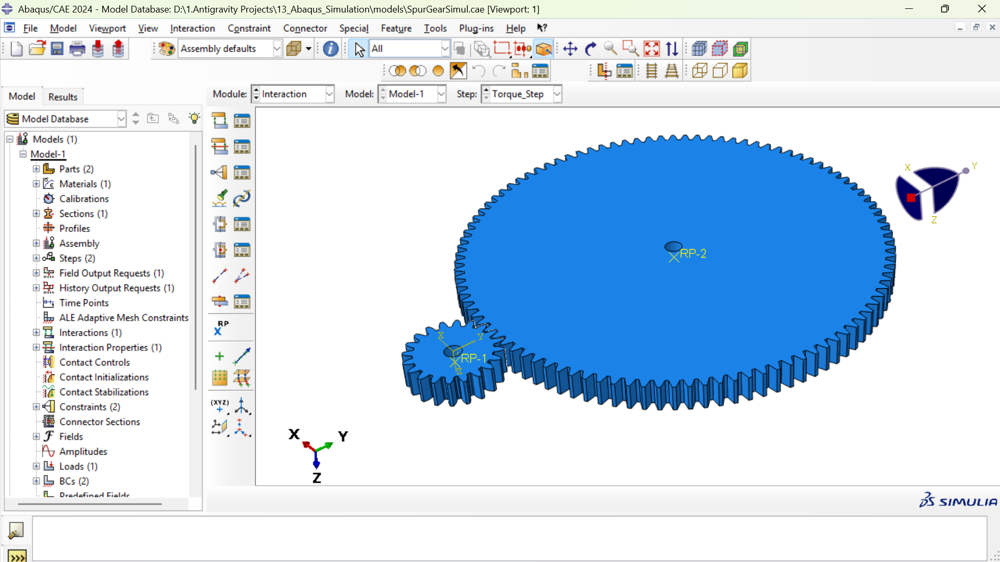 Abaqus/CAE 2024 - Model Database: D:\1.Antigravity Projects\13_Abaqus_Simulation\models\SpurGearSimul.cae [Viewport: 1]
File Model Viewport View Interaction Constraint Connector Special Feature Tools Plug-ins Help
Assembly defaults All
Model Results
Module: Interaction Model: Model-1 Step: Torque_Step
Model Database
Models (1)
Model-1
Parts (2)
Materials (1)
Calibrations
Sections (1)
Profiles
Assembly
Steps (2)
Field Output Requests (1)
History Output Requests (1)
Time Points
ALE Adaptive Mesh Constraints
Interactions (1)
Interaction Properties (1)
Contact Controls
Contact Initializations
Contact Stabilizations
Constraints (2)
Connector Sections
Fields
Amplitudes
Loads (1)
BCs (2)
Predefined Fields
RP
(XYZ)
X Y
Z
RP-2
X Y
RP-1
Z
X Y
Z
SIMULIA
>>>